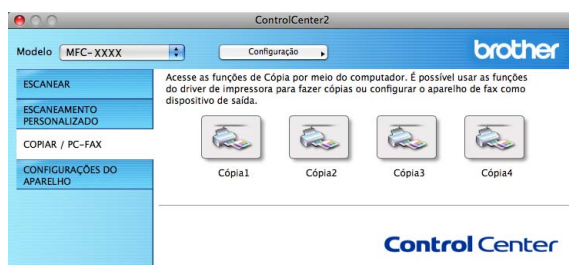 ControlCenter2
Modelo MFC-XXXX Configuração brother
ESCANEAR
ESCANEAMENTO
PERSONALIZADO
COPIAR / PC-FAX
CONFIGURAÇÕES DO
APARELHO
Acesse as funções de Cópia por meio do computador. É possível usar as funções
do driver de impressora para fazer cópias ou configurar o aparelho de fax como
dispositivo de saída.
Cópia1 Cópia2 Cópia3 Cópia4
Control Center